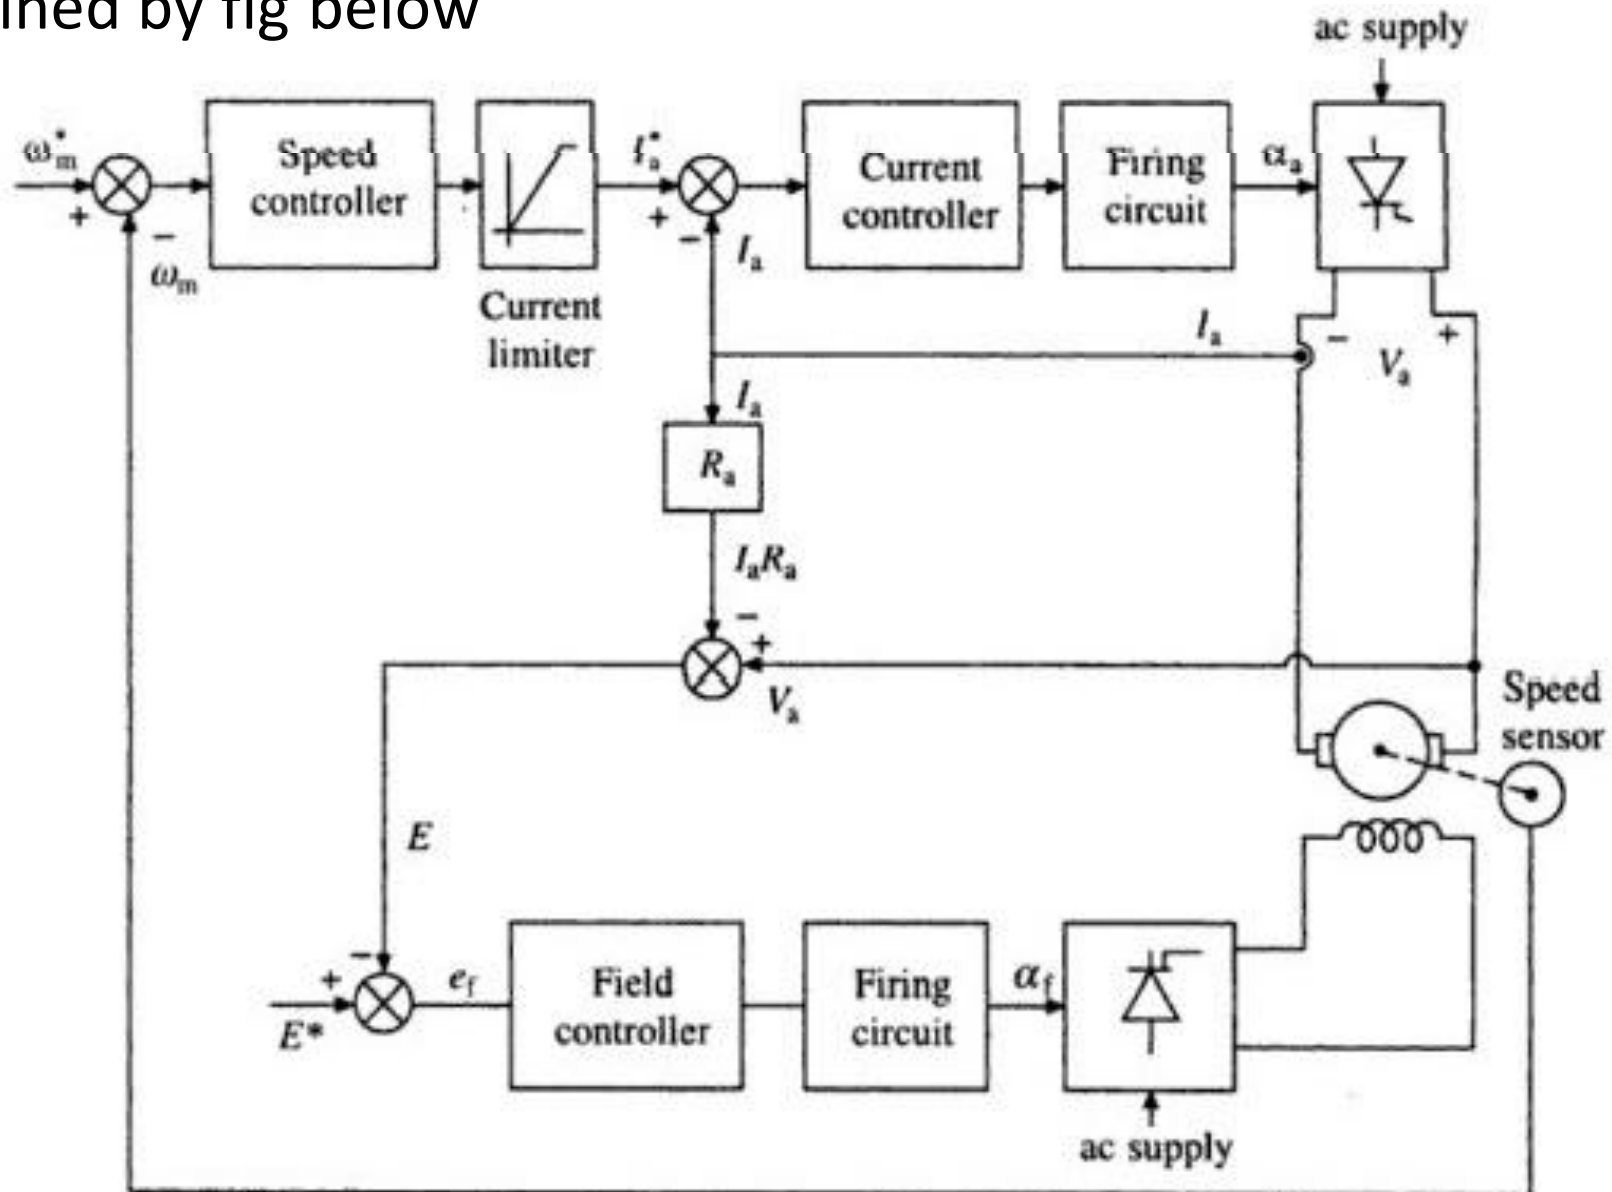 ined by fig below
ac supply
ω*m
+
−
ωm
Speed
controller
Current
limiter
I*a
+
−
Ia
Current
controller
Firing
circuit
αa
Ia
−
+
Va
Ia
Ra
IaRa
−
+
Va
Speed
sensor
E
−
+
E*
ef
Field
controller
Firing
circuit
αf
ac supply